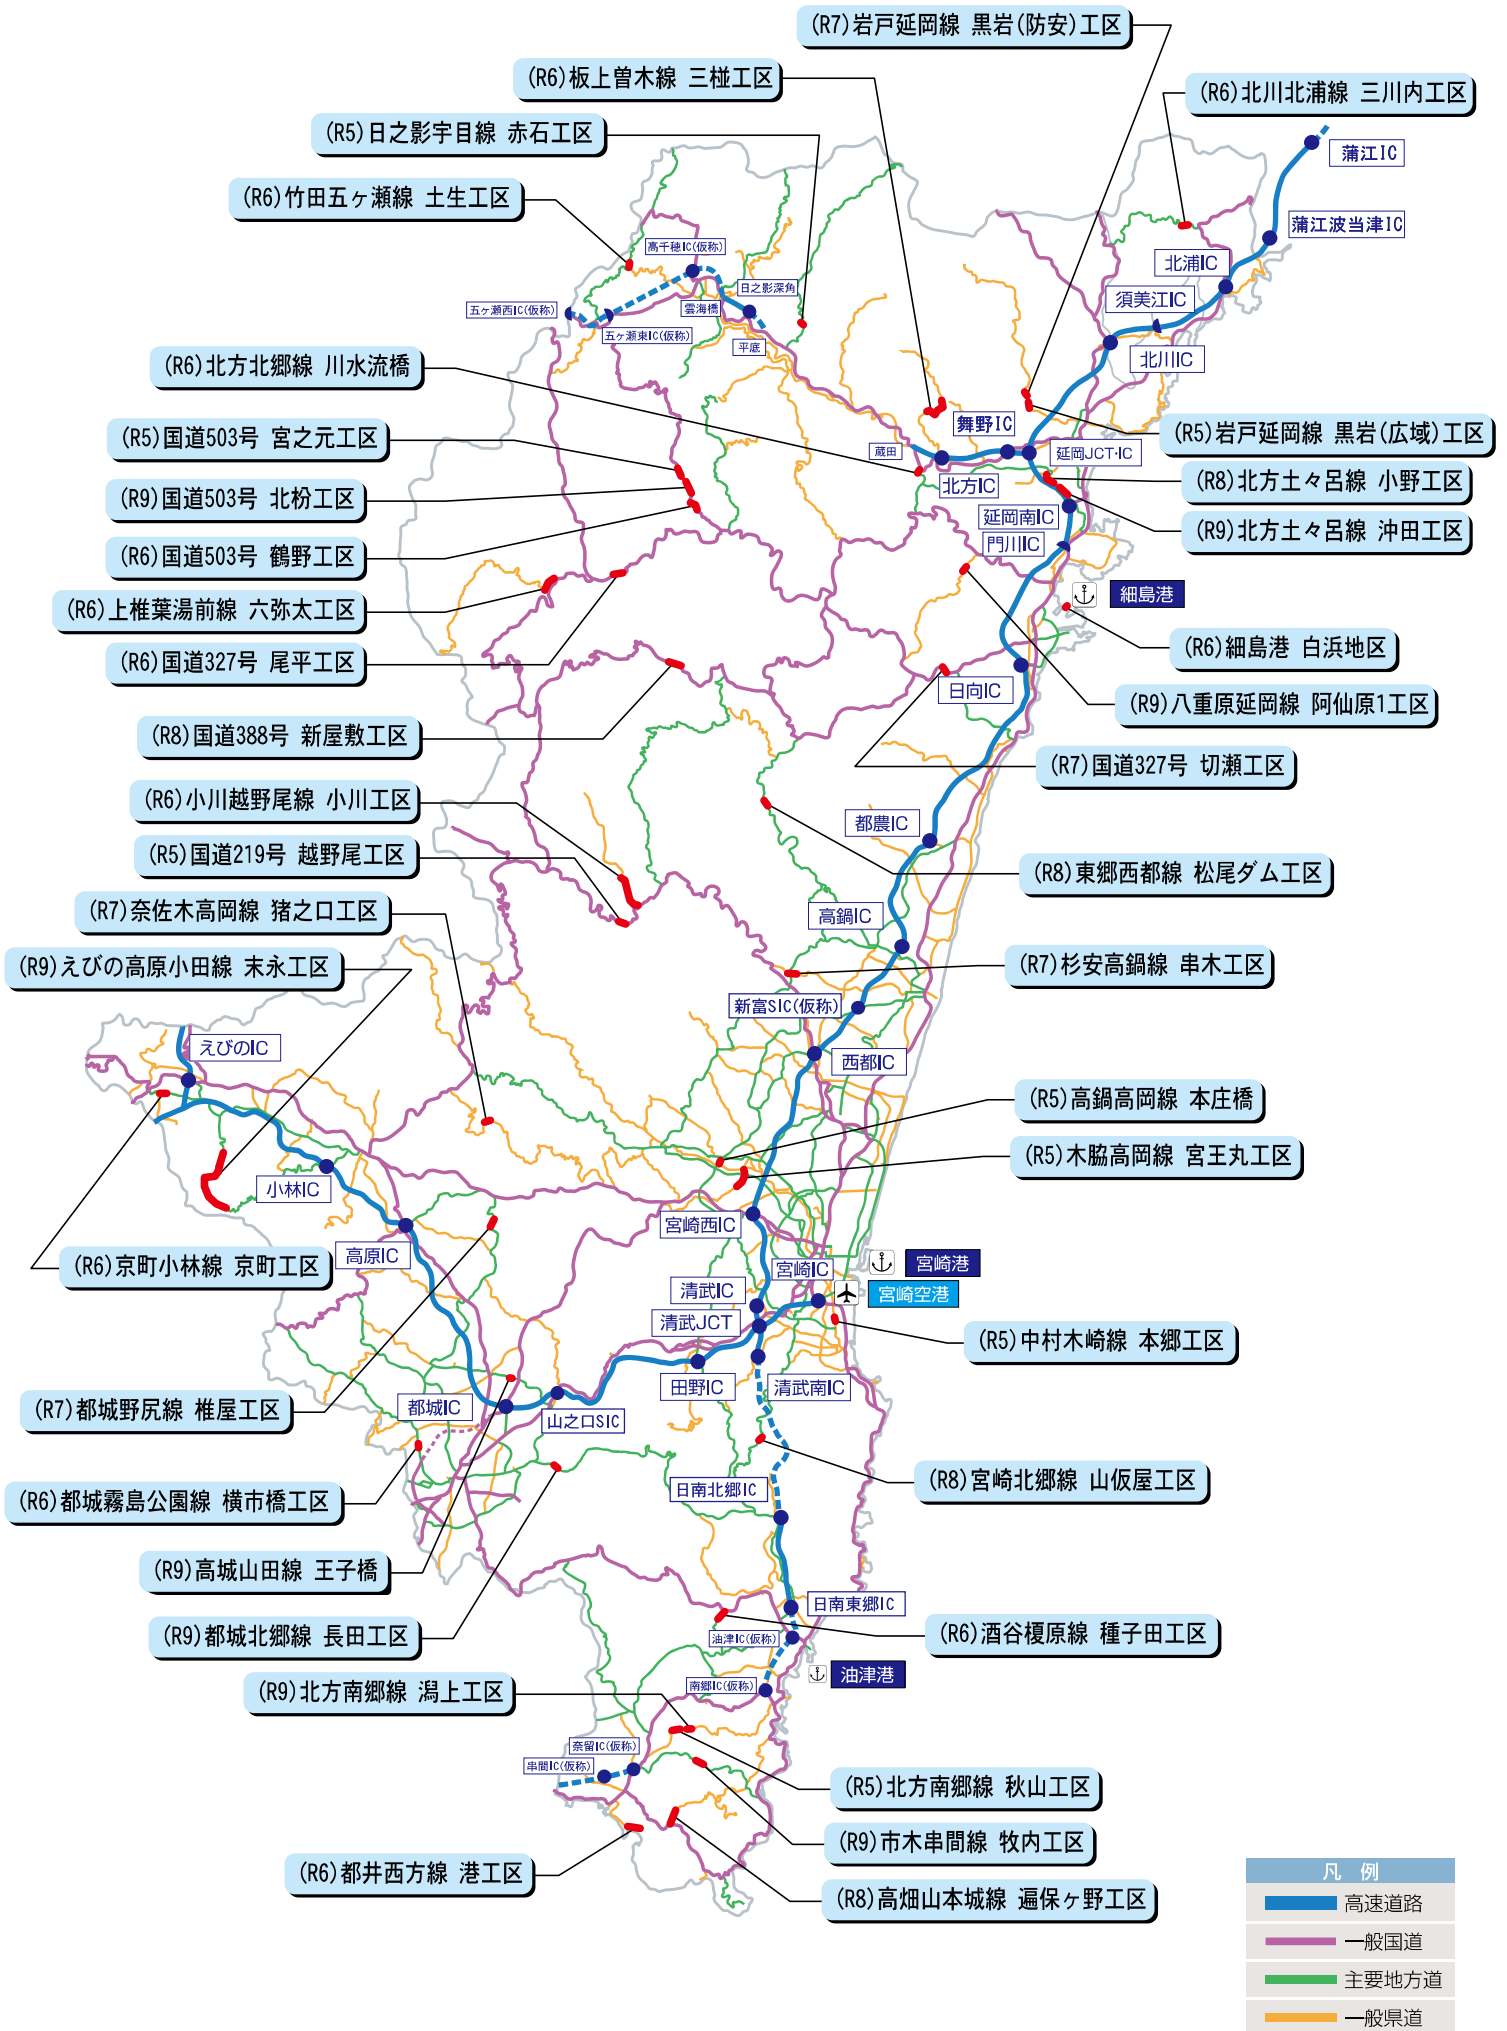 (R7)岩戸延岡線 黒岩(防安)工区
(R6)板上曽木線 三椪工区
(R6)北川北浦線 三川内工区
(R5)日之影宇目線 赤石工区
蒲江IC
(R6)竹田五ヶ瀬線 土生工区
蒲江波当津IC
高千穂IC(仮称)
北浦IC
日之影深角
須美江IC
五ヶ瀬西IC(仮称)
雲海橋
五ヶ瀬東IC(仮称)
平底
北川IC
(R6)北方北郷線 川水流橋
舞野IC
(R5)国道503号 宮之元工区
(R5)岩戸延岡線 黒岩(広域)工区
蔵田
延岡JCT・IC
北方IC
(R8)北方土々呂線 小野工区
(R9)国道503号 北枌工区
延岡南IC
(R9)北方土々呂線 沖田工区
門川IC
(R6)国道503号 鶴野工区
細島港
(R6)上椎葉湯前線 六弥太工区
(R6)細島港 白浜地区
(R6)国道327号 尾平工区
日向IC
(R9)八重原延岡線 阿仙原1工区
(R8)国道388号 新屋敷工区
(R7)国道327号 切瀬工区
(R6)小川越野尾線 小川工区
都農IC
(R5)国道219号 越野尾工区
(R8)東郷西都線 松尾ダム工区
(R7)奈佐木高岡線 猪之口工区
高鍋IC
(R9)えびの高原小田線 末永工区
(R7)杉安高鍋線 串木工区
新富SIC(仮称)
えびのIC
西都IC
(R5)高鍋高岡線 本庄橋
(R5)木脇高岡線 宮王丸工区
小林IC
宮崎西IC
高原IC
(R6)京町小林線 京町工区
宮崎IC
宮崎港
清武IC
宮崎空港
清武JCT
(R5)中村木崎線 本郷工区
田野IC
清武南IC
(R7)都城野尻線 椎屋工区
都城IC
山之口SIC
(R8)宮崎北郷線 山仮屋工区
日南北郷IC
(R6)都城霧島公園線 横市橋工区
(R9)高城山田線 王子橋
日南東郷IC
(R9)都城北郷線 長田工区
(R6)酒谷榎原線 種子田工区
油津IC(仮称)
油津港
南郷IC(仮称)
(R9)北方南郷線 潟上工区
奈留IC(仮称)
串間IC(仮称)
(R5)北方南郷線 秋山工区
(R9)市木串間線 牧内工区
(R6)都井西方線 港工区
(R8)高畑山本城線 遍保ヶ野工区
凡 例
高速道路
一般国道
主要地方道
一般県道